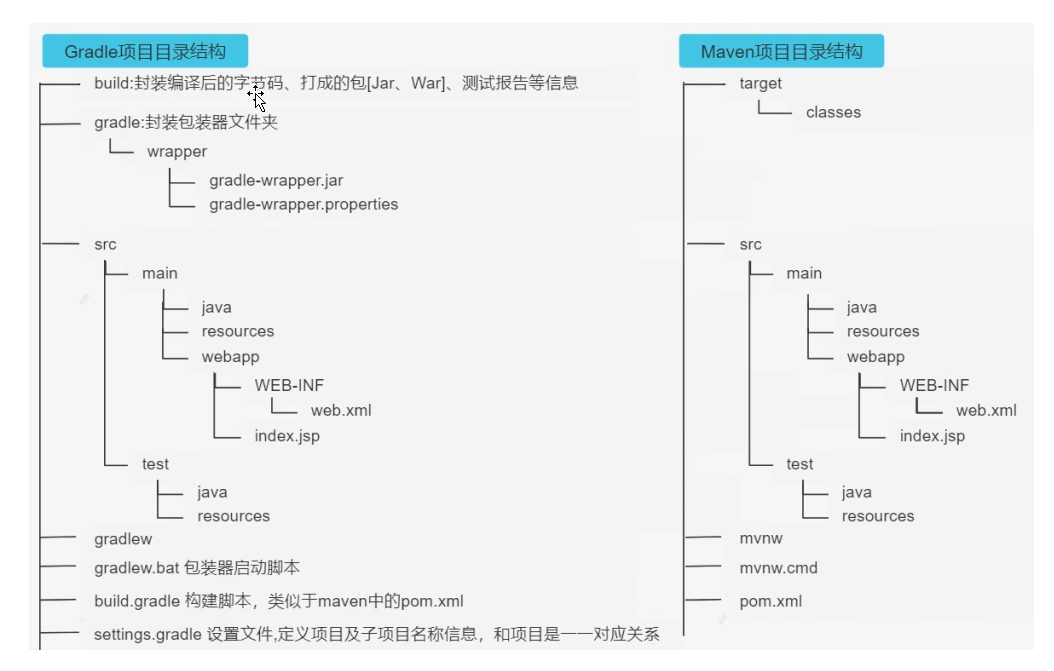 Gradle项目目录结构
build:封装编译后的字节码、打成的包[Jar、War]、测试报告等信息
gradle:封装包装器文件夹
wrapper
gradle-wrapper.jar
gradle-wrapper.properties
src
main
java
resources
webapp
WEB-INF
web.xml
index.jsp
test
java
resources
gradlew
gradlew.bat 包装器启动脚本
build.gradle 构建脚本，类似于maven中的pom.xml
settings.gradle 设置文件,定义项目及子项目名称信息，和项目是一一对应关系
Maven项目目录结构
target
classes
src
main
java
resources
webapp
WEB-INF
web.xml
index.jsp
test
java
resources
mvnw
mvnw.cmd
pom.xml